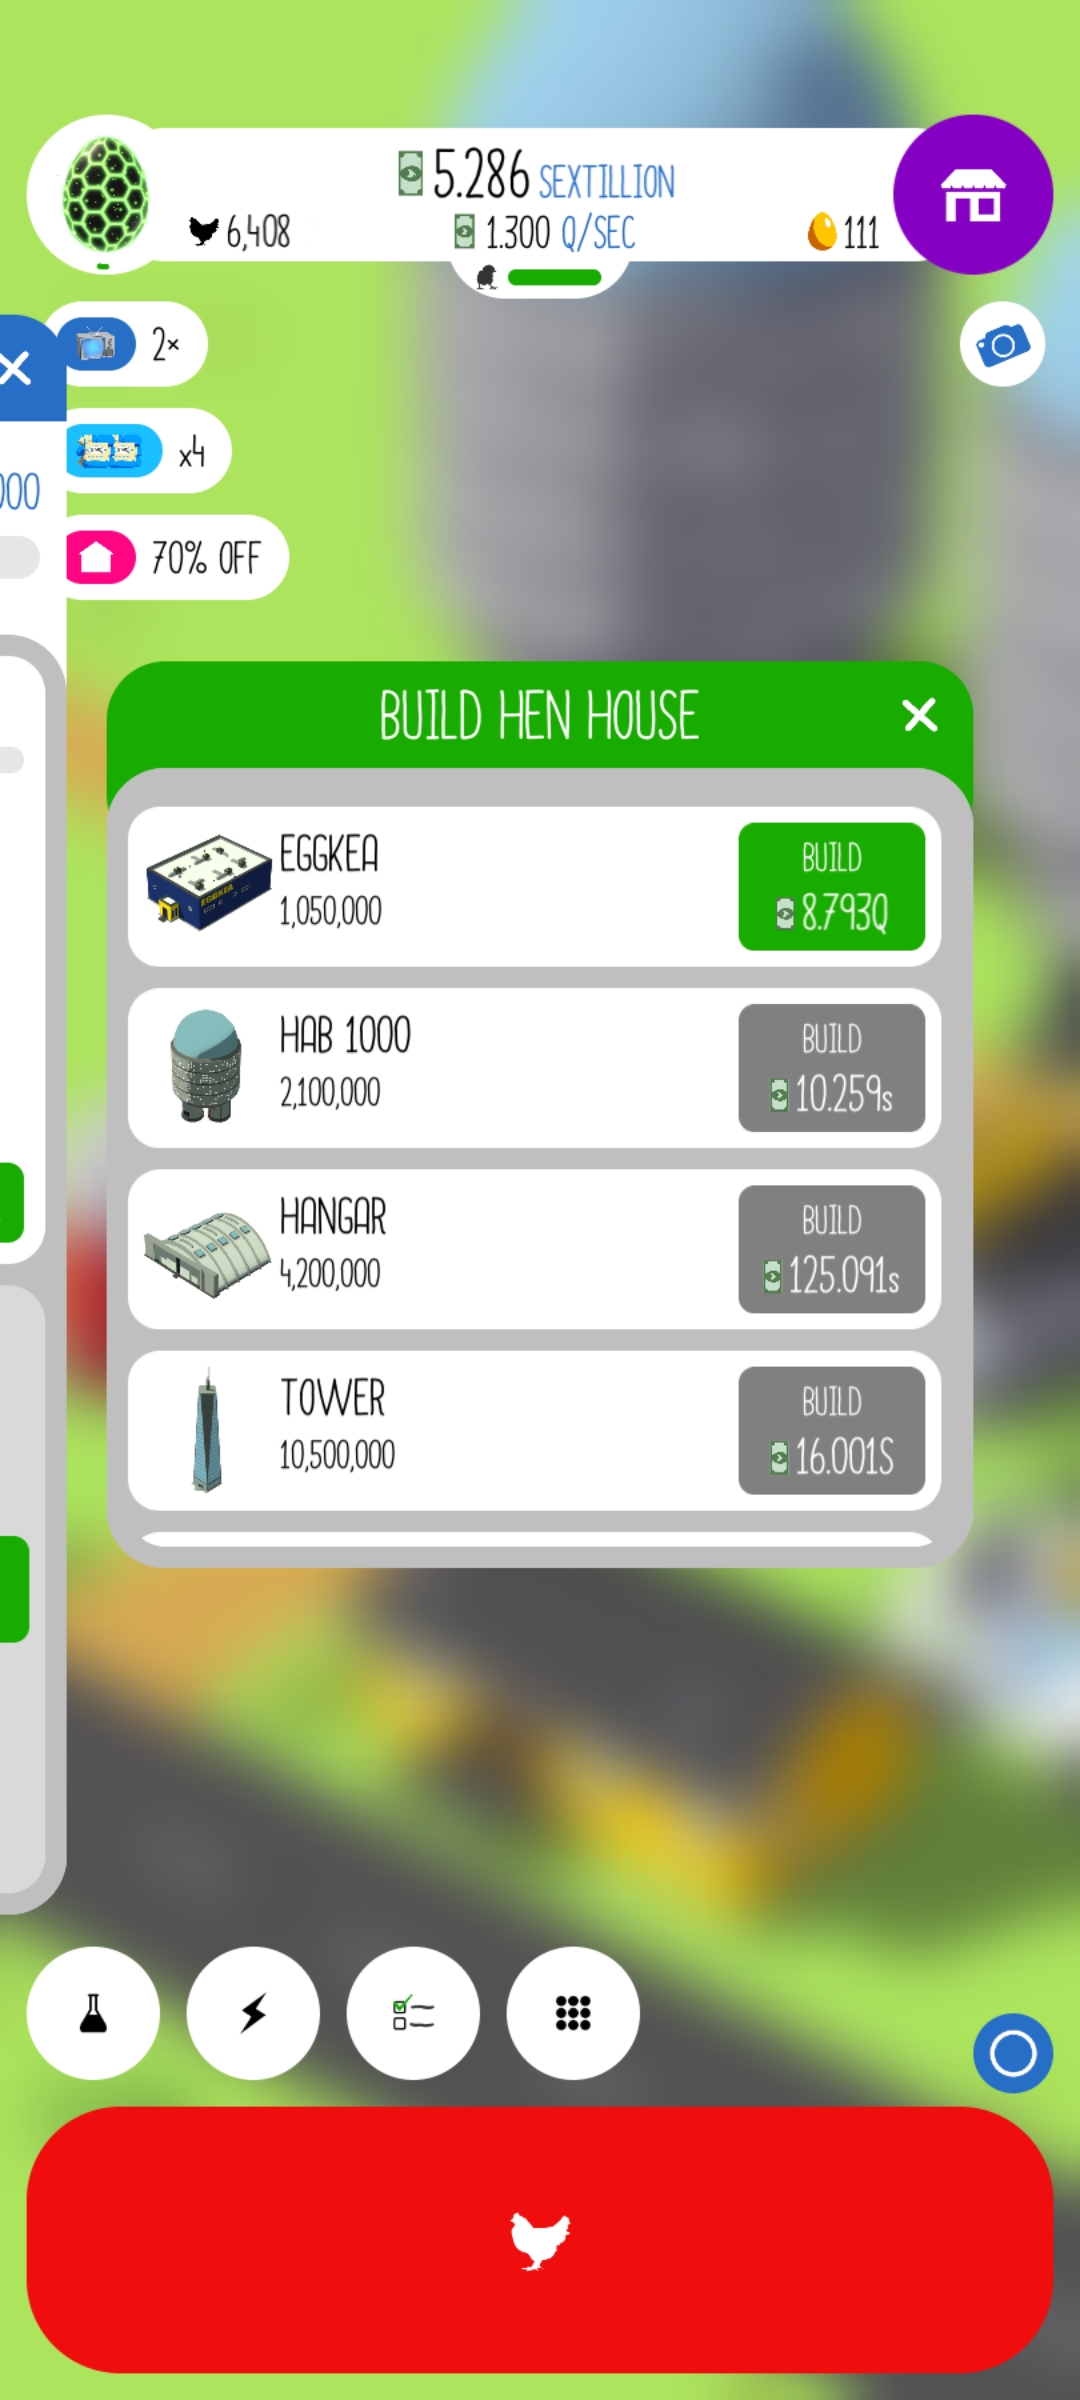 5.286 SEXTILLION
6,408
1.300 Q/SEC
111
2×
x4
000
70% OFF
BUILD HEN HOUSE
EGGKEA
1,050,000
BUILD
8.793Q
EGGKEA
HAB 1000
2,100,000
BUILD
10.259s
HANGAR
4,200,000
BUILD
125.091s
TOWER
10,500,000
BUILD
16.001S